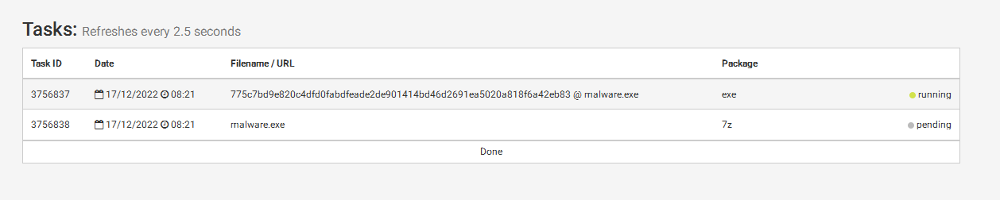 Tasks: Refreshes every 2.5 seconds
Task ID Date Filename / URL Package
3756837 17/12/2022 08:21 775c7bd9e820c4dfd0fabdfeade2de901414bd46d2691ea5020a818f6a42eb83 @ malware.exe exe running
3756838 17/12/2022 08:21 malware.exe 7z pending
Done